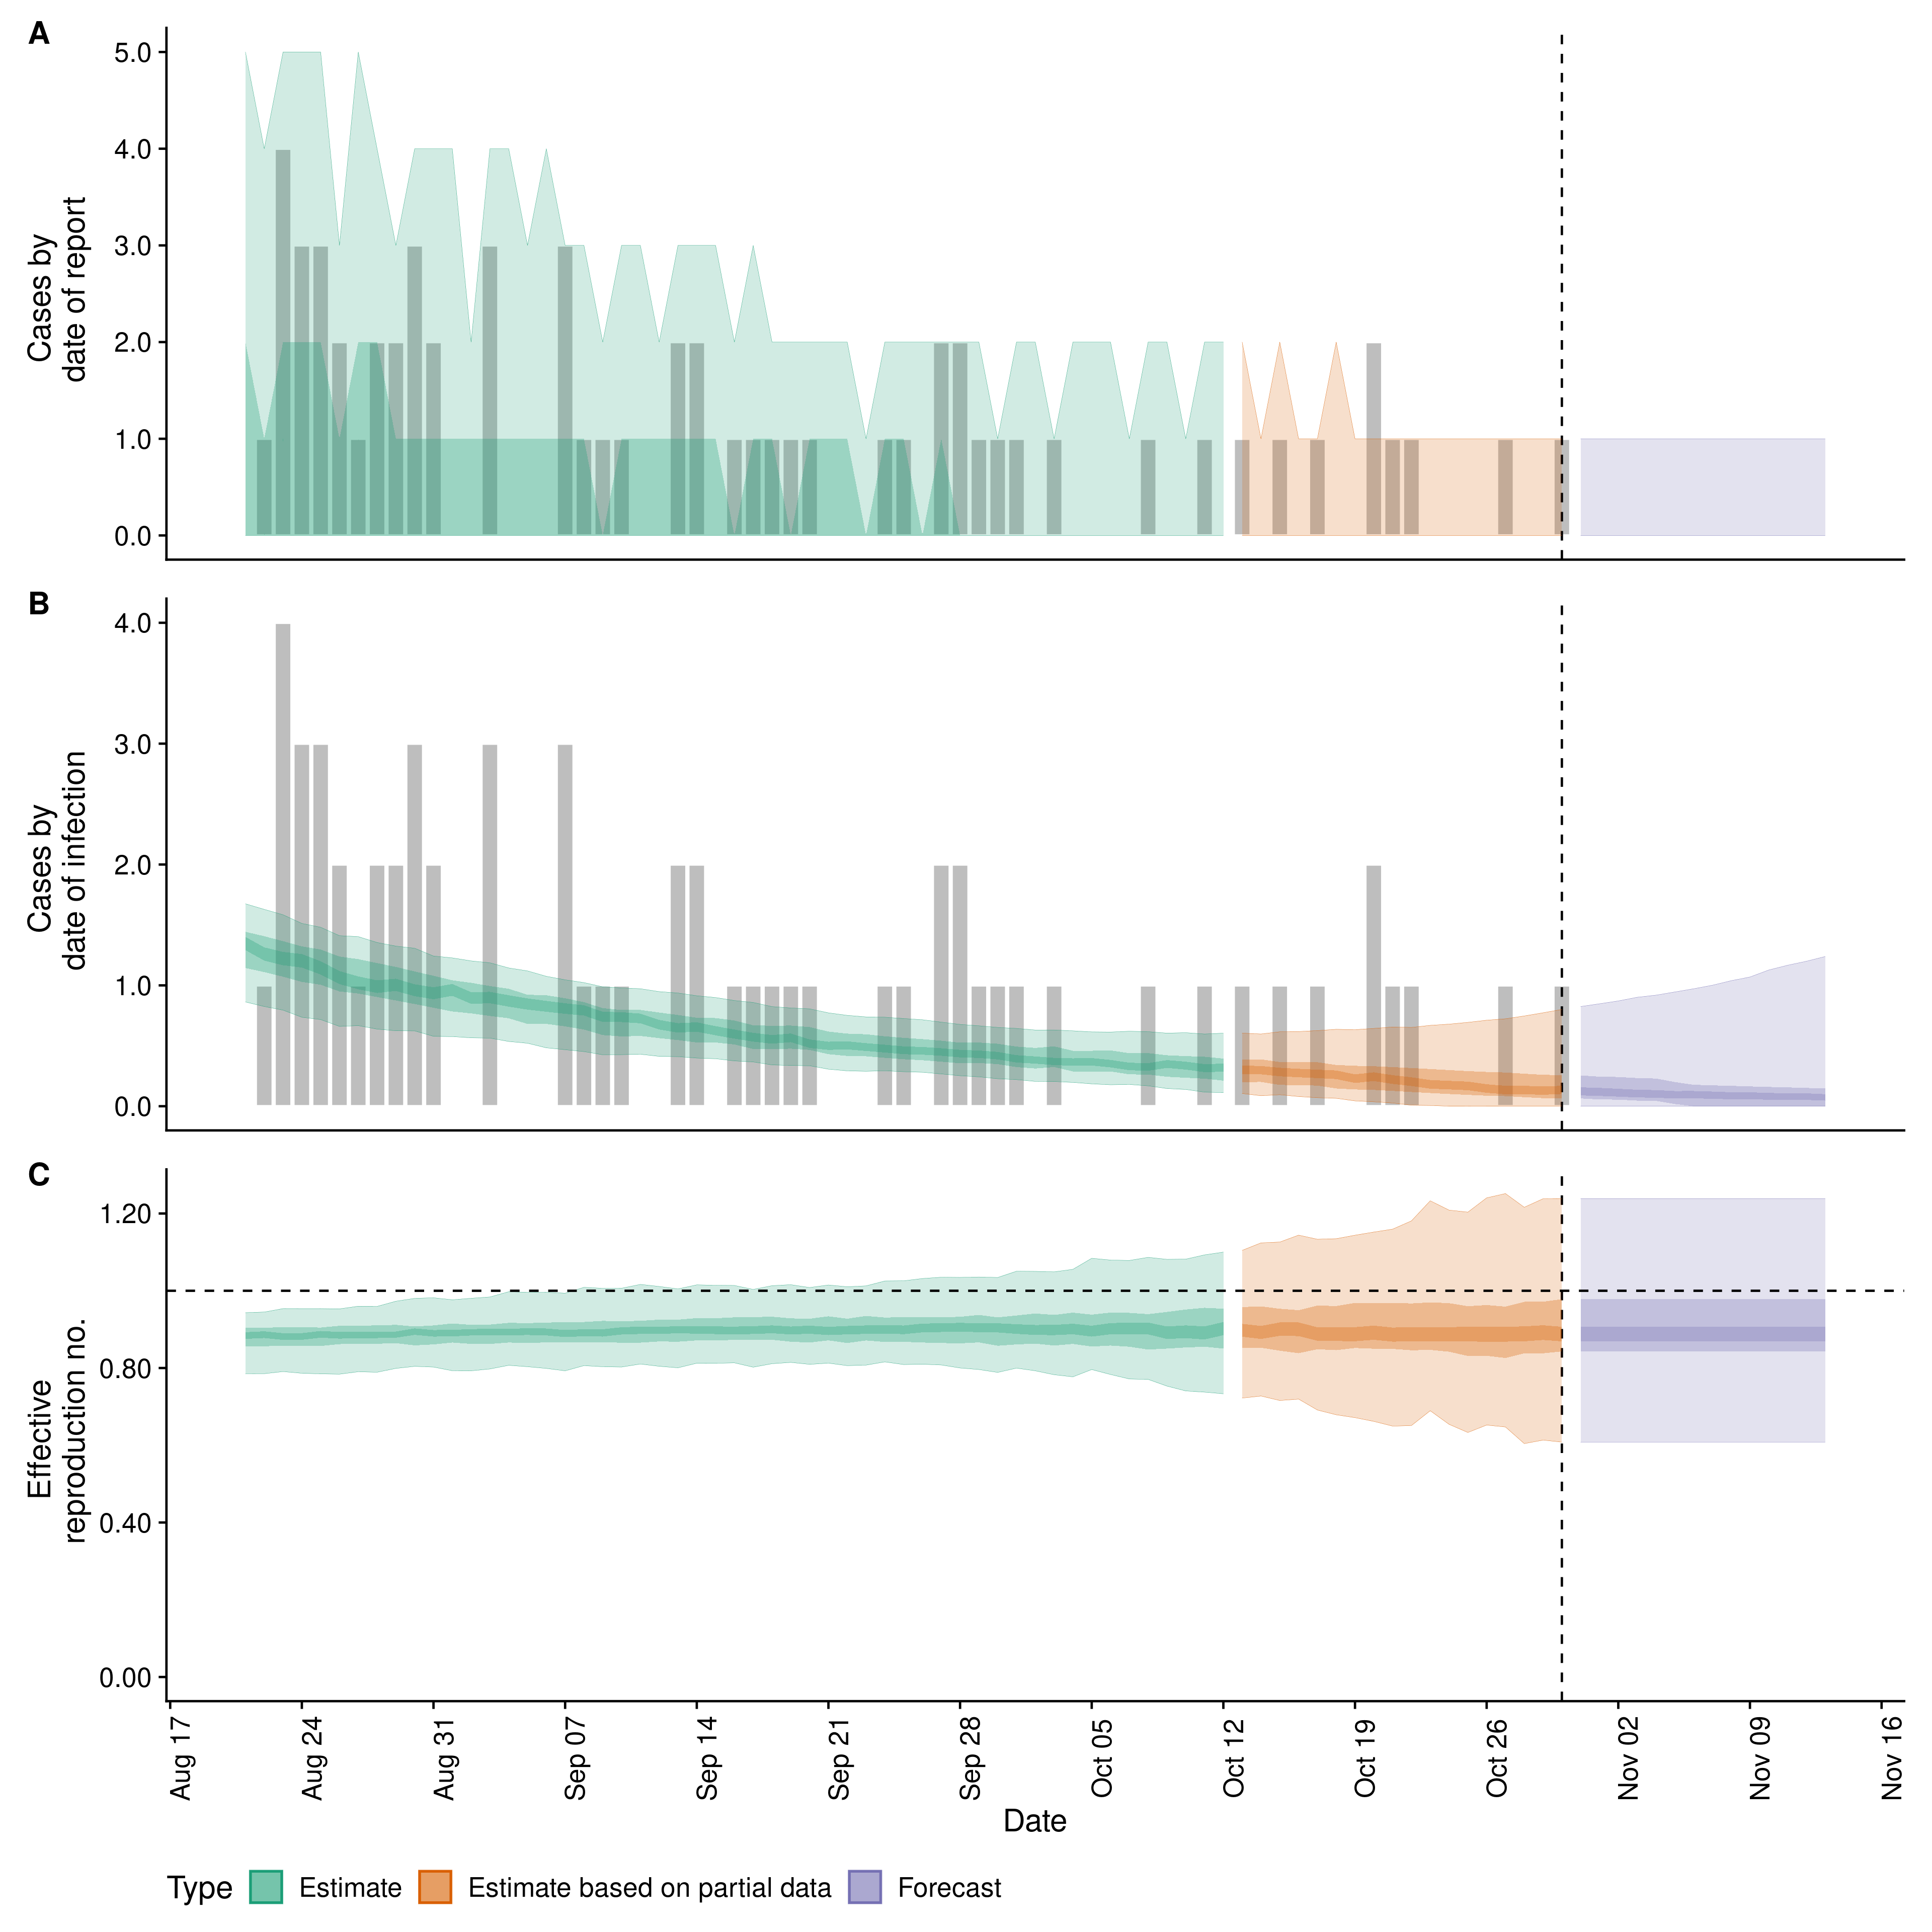 A
Cases by
date of report
5.0
4.0
3.0
2.0
1.0
0.0
B
Cases by
date of infection
4.0
3.0
2.0
1.0
0.0
C
Effective
reproduction no.
1.20
0.80
0.40
0.00
Aug 17
Aug 24
Aug 31
Sep 07
Sep 14
Sep 21
Sep 28
Oct 05
Oct 12
Oct 19
Oct 26
Nov 02
Nov 09
Nov 16
Date
Type
Estimate
Estimate based on partial data
Forecast